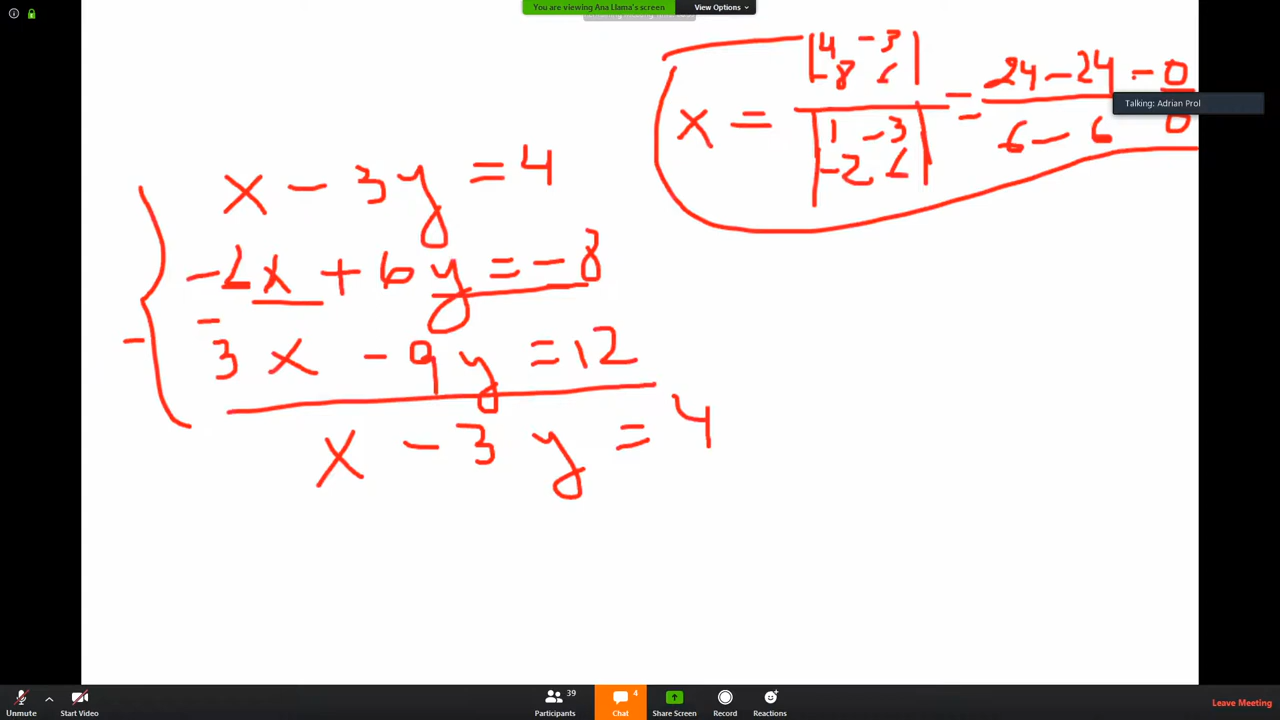 You are viewing Ana Llama's screen
View Options
|4 -3|
|-8 6|
x = ——— = 24 - 24 / 6 - 6 = 0 / 0
|1 -3|
|-2 6|
Talking: Adrian Prol
x - 3y = 4
-2x + 6y = -8
-
- 3x - 9y = 12
x - 3y = 4
Unmute
Start Video
39
Participants
4
Chat
Share Screen
Record
Reactions
Leave Meeting